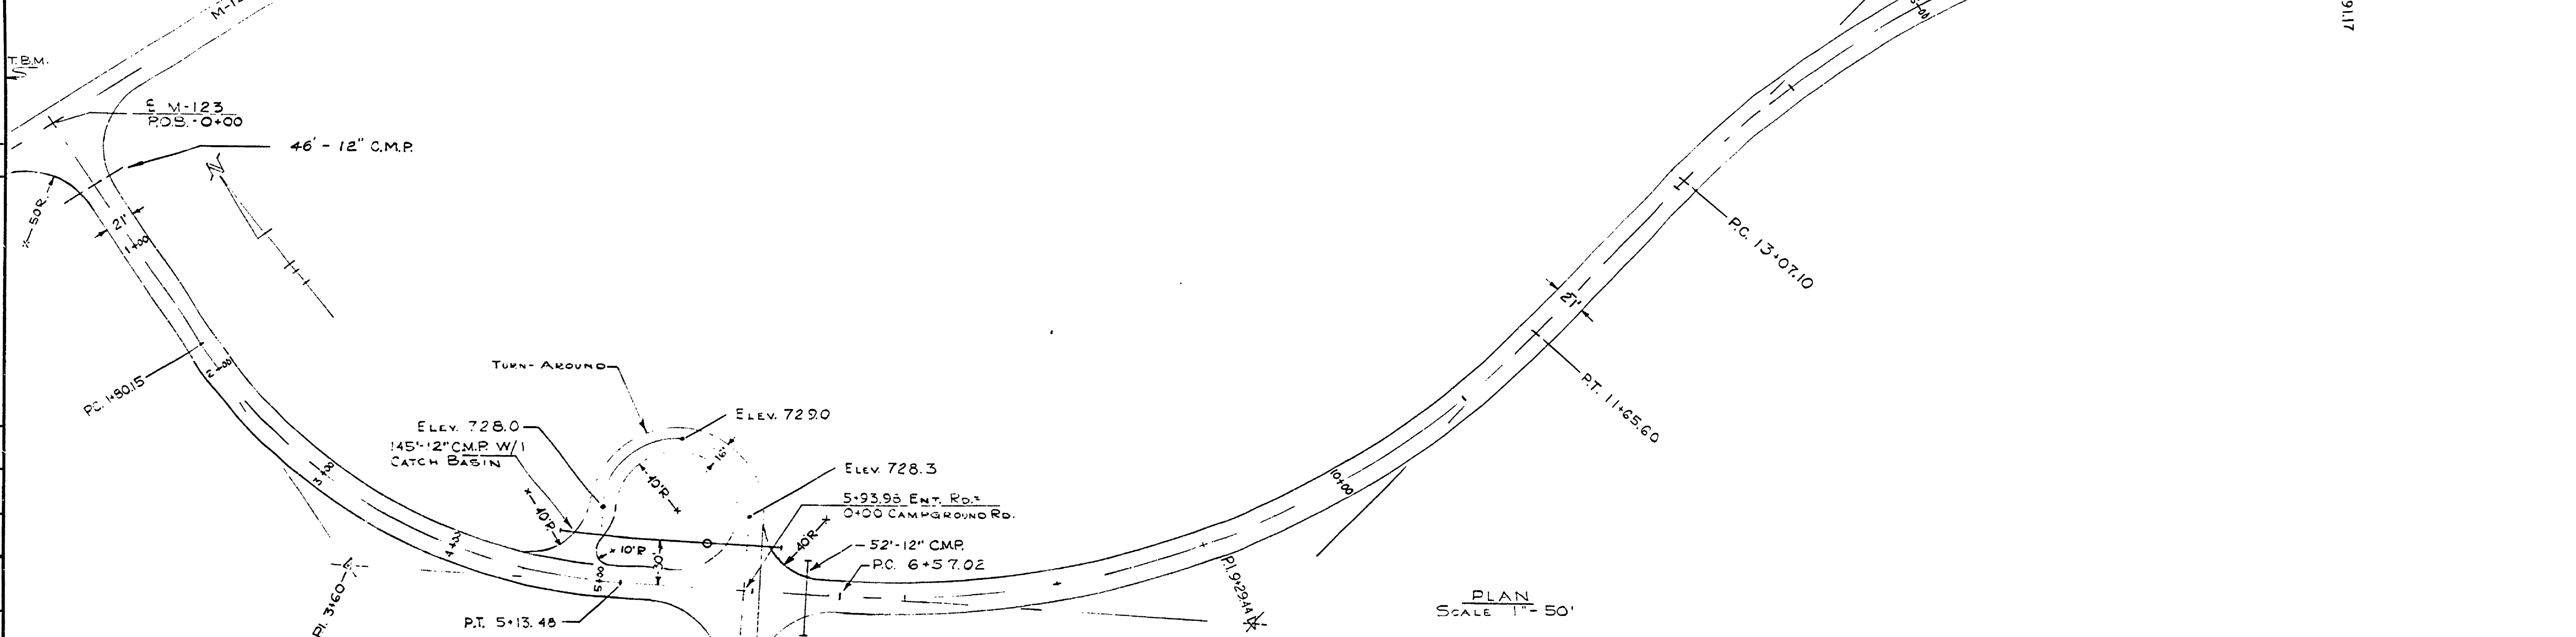 M-12
T.B.M.
℄ M-123
P.O.B. - 0+00
46' - 12" C.M.P.
N
50 R.
21'
1+00
P.C. 1+80.15
2+00
3+00
4+00
5+00
P.I. 3+60
TURN-AROUND
ELEV. 729.0
ELEV. 728.0
145'-12" C.M.P. W/1
CATCH BASIN
16'
40'R.
40'R.
ELEV. 728.3
5+93.98 ENT. RD. =
0+00 CAMPGROUND RD.
10'R
30'
40R.
52'-12" C.M.P.
P.C. 6+57.02
P.T. 5+13.48
P.I. 9+29.44
10+00
P.T. 11+65.60
21'
P.C. 13+07.10
91.17
PLAN
SCALE 1" - 50'